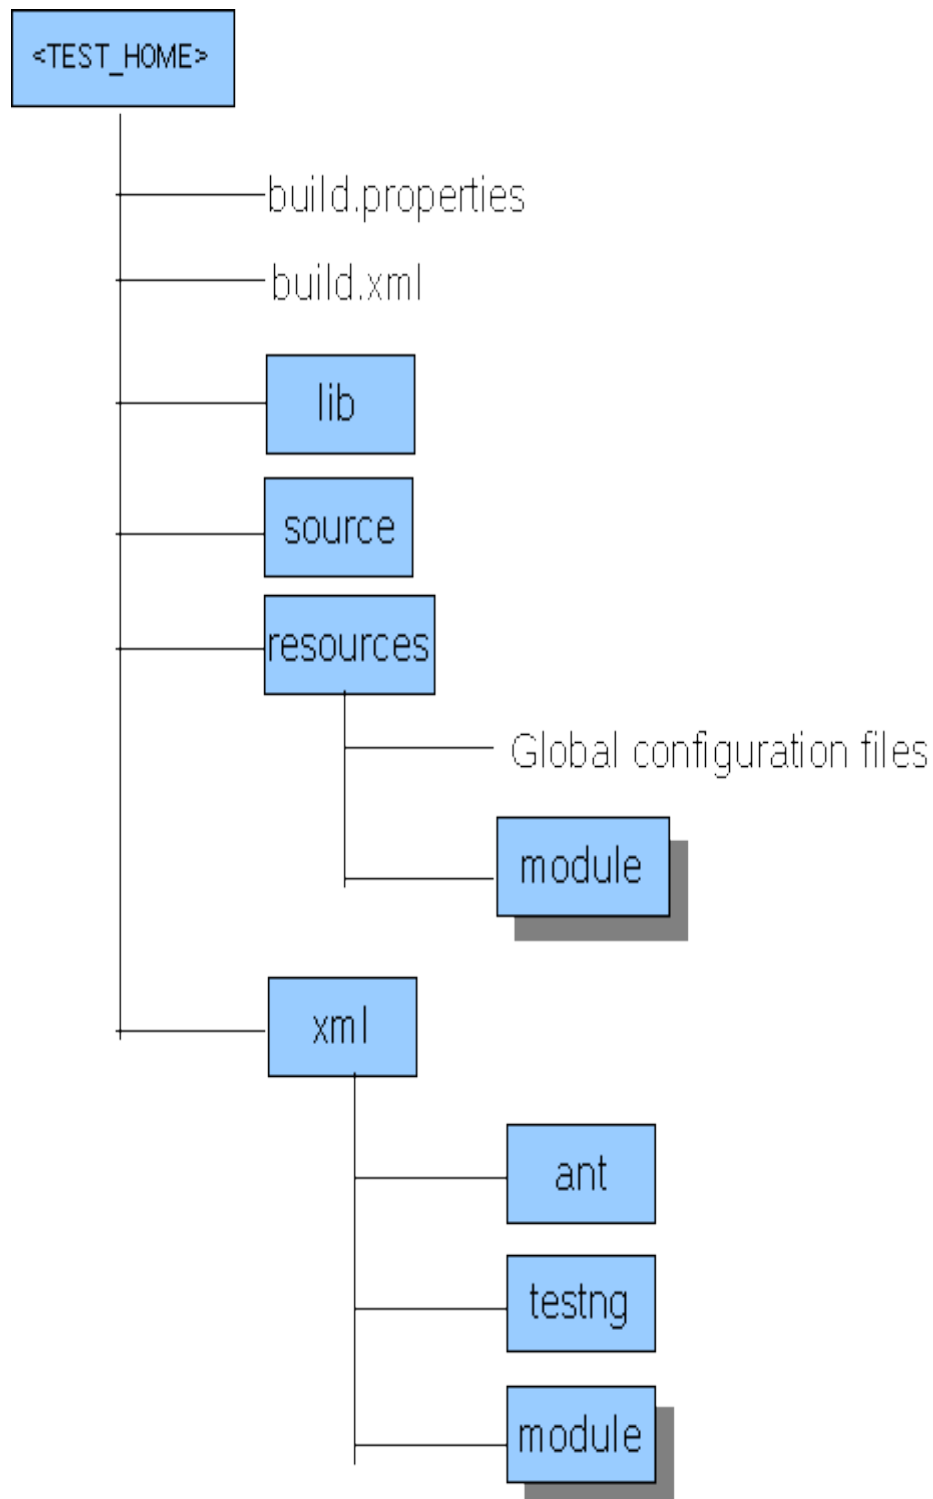 <TEST_HOME>
build.properties
build.xml
lib
source
resources
Global configuration files
module
xml
ant
testng
module